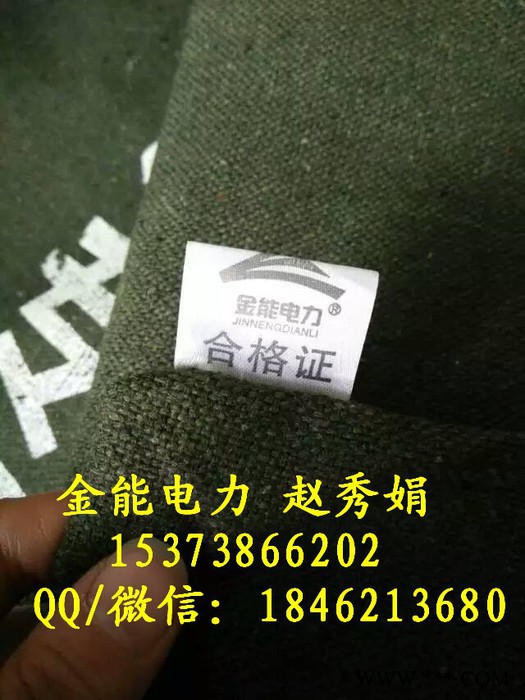 金能电力®
JINNENGDIANLI
合格证
金能电力 赵秀娟
15373866202
QQ/微信: 1846213680